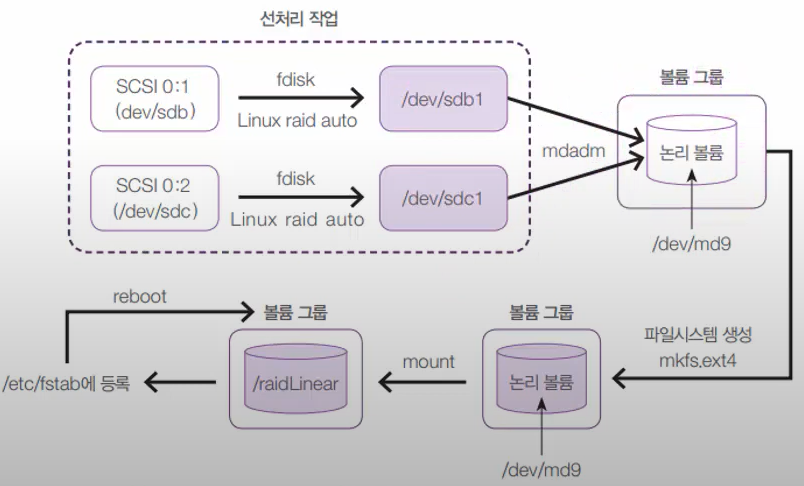 선처리 작업
SCSI 0:1
(dev/sdb)
fdisk
Linux raid auto
/dev/sdb1
SCSI 0:2
(/dev/sdc)
fdisk
Linux raid auto
/dev/sdc1
mdadm
볼륨 그룹
논리 볼륨
/dev/md9
파일시스템 생성
mkfs,ext4
볼륨 그룹
논리 볼륨
/dev/md9
mount
볼륨 그룹
/raidLinear
/etc/fstab에 등록
reboot